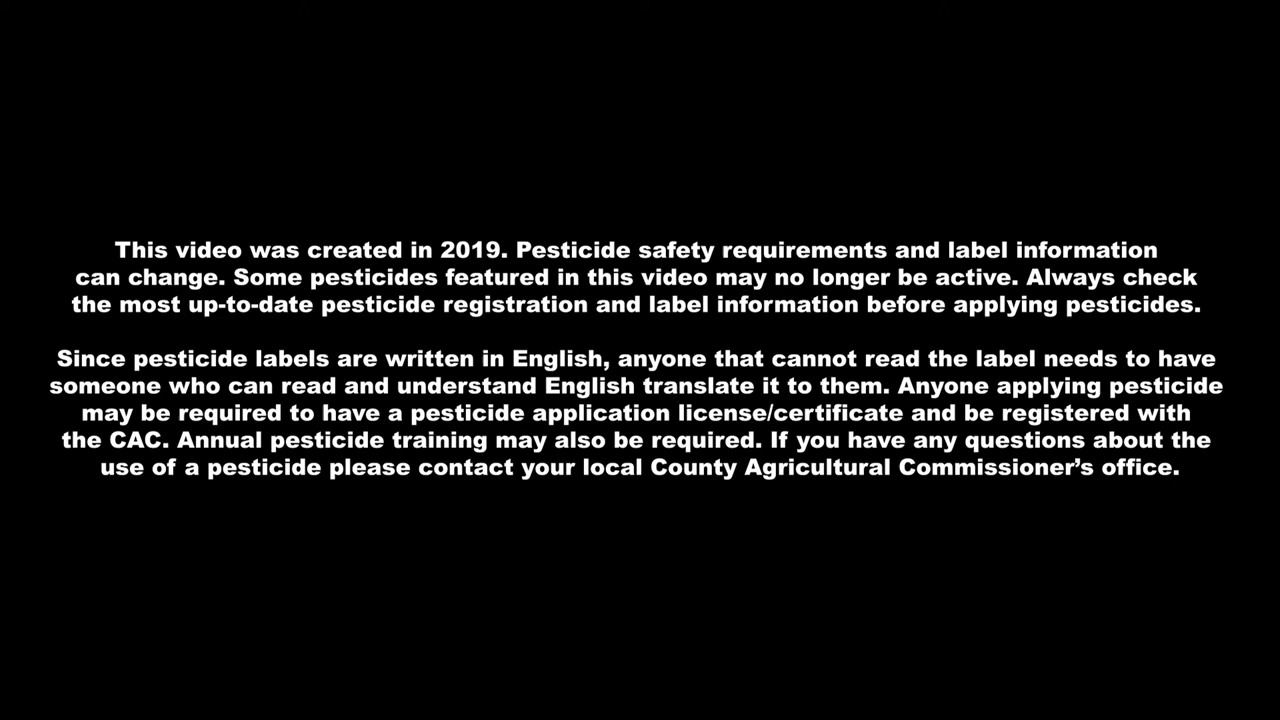 This video was created in 2019. Pesticide safety requirements and label information
can change. Some pesticides featured in this video may no longer be active. Always check
the most up-to-date pesticide registration and label information before applying pesticides.
Since pesticide labels are written in English, anyone that cannot read the label needs to have
someone who can read and understand English translate it to them. Anyone applying pesticide
may be required to have a pesticide application license/certificate and be registered with
the CAC. Annual pesticide training may also be required. If you have any questions about the
use of a pesticide please contact your local County Agricultural Commissioner’s office.